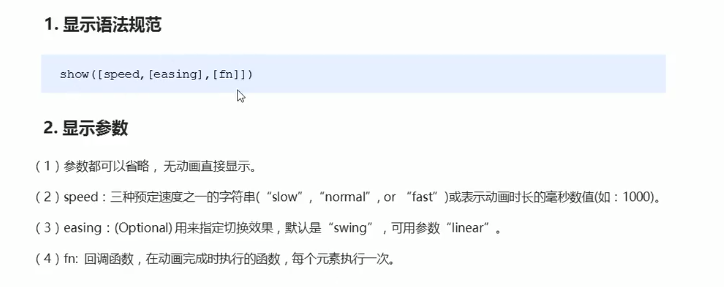 1. 显示语法规范
show([speed,[easing],[fn]])
2. 显示参数
（1）参数都可以省略，无动画直接显示。
（2）speed：三种预定速度之一的字符串(“slow”,“normal”, or “fast”)或表示动画时长的毫秒数值(如：1000)。
（3）easing：(Optional) 用来指定切换效果，默认是“swing”，可用参数“linear”。
（4）fn: 回调函数，在动画完成时执行的函数，每个元素执行一次。